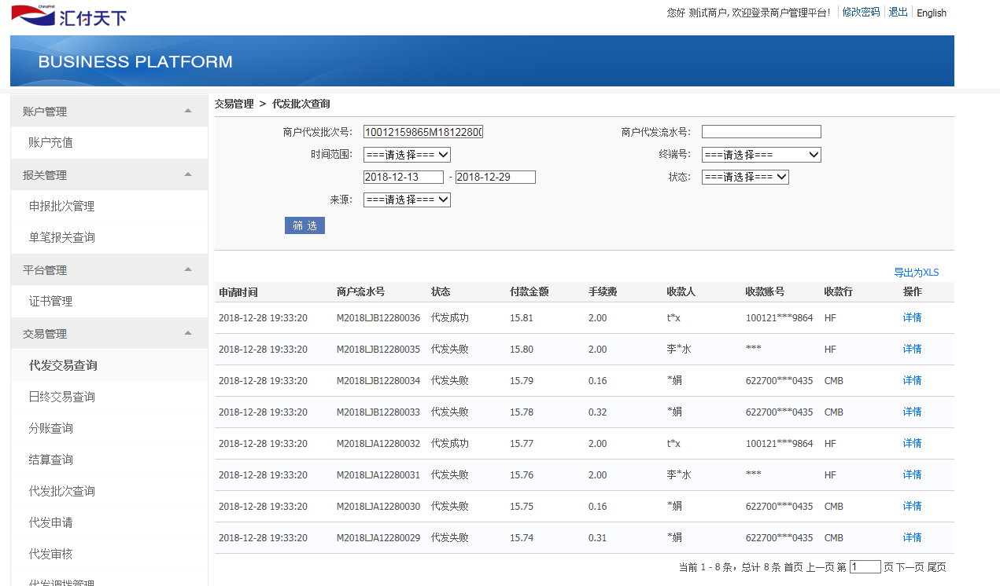 ChinaPnR
汇付天下
您好 测试商户, 欢迎登录商户管理平台! 修改密码 退出 English
BUSINESS PLATFORM
账户管理
账户充值
报关管理
申报批次管理
单笔报关查询
平台管理
证书管理
交易管理
代发交易查询
日终交易查询
分账查询
结算查询
代发批次查询
代发申请
代发审核
代发调拨管理
交易管理 > 代发批次查询
商户代发批次号: 10012159865M1812280( 商户代发流水号:
时间范围: ===请选择=== 终端号: ===请选择===
2018-12-13 - 2018-12-29 状态: ===请选择===
来源: ===请选择===
筛 选
导出为XLS
申请时间 商户流水号 状态 付款金额 手续费 收款人 收款账号 收款行 操作
2018-12-28 19:33:20 M2018LJB12280036 代发成功 15.81 2.00 t*x 100121***9864 HF 详情
2018-12-28 19:33:20 M2018LJB12280035 代发失败 15.80 2.00 李*水 *** HF 详情
2018-12-28 19:33:20 M2018LJB12280034 代发失败 15.79 0.16 *娟 622700***0435 CMB 详情
2018-12-28 19:33:20 M2018LJB12280033 代发失败 15.78 0.32 *娟 622700***0435 CMB 详情
2018-12-28 19:33:20 M2018LJA12280032 代发成功 15.77 2.00 t*x 100121***9864 HF 详情
2018-12-28 19:33:20 M2018LJA12280031 代发失败 15.76 2.00 李*水 *** HF 详情
2018-12-28 19:33:20 M2018LJA12280030 代发失败 15.75 0.16 *娟 622700***0435 CMB 详情
2018-12-28 19:33:20 M2018LJA12280029 代发失败 15.74 0.31 *娟 622700***0435 CMB 详情
当前 1 - 8 条，总计 8 条 首页 上一页 第 1 页 下一页 尾页